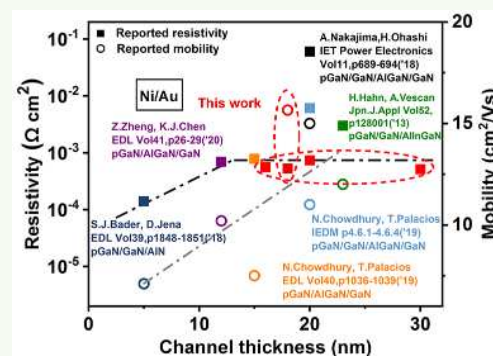 Reported resistivity
Reported mobility
Ni/Au
This work
A.Nakajima,H.Ohashi
IET Power Electronics
Vol11,p689-694('18)
pGaN/GaN/AlGaN/GaN
H.Hahn, A.Vescan
Jpn.J.Appl Vol52,
p128001('13)
pGaN/GaN/AlInGaN
Z.Zheng, K.J.Chen
EDL Vol41,p26-29('20)
pGaN/AlGaN/GaN
S.J.Bader, D.Jena
EDL Vol39,p1848-1851('18)
pGaN/GaN/AlN
N.Chowdhury, T.Palacios
IEDM p4.6.1-4.6.4('19)
pGaN/GaN/AlGaN/GaN
N.Chowdhury, T.Palacios
EDL Vol40,p1036-1039('19)
pGaN/AlGaN/GaN
Resistivity (Ω cm²)
10⁻¹
10⁻²
10⁻³
10⁻⁴
10⁻⁵
Mobility (cm²/Vs)
20
15
10
0 5 10 15 20 25 30
Channel thickness (nm)